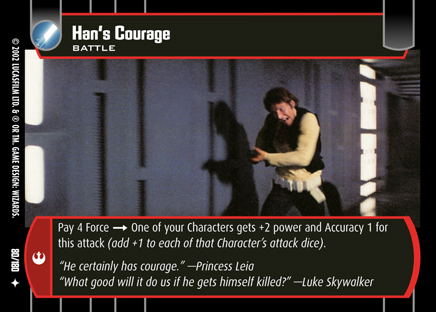 Han's Courage
BATTLE
Pay 4 Force → One of your Characters gets +2 power and Accuracy 1 for
this attack (add +1 to each of that Character's attack dice).
"He certainly has courage." —Princess Leia
"What good will it do us if he gets himself killed?" —Luke Skywalker
© 2002 LUCASFILM LTD. & ® OR TM. GAME DESIGN: WIZARDS.
80/180